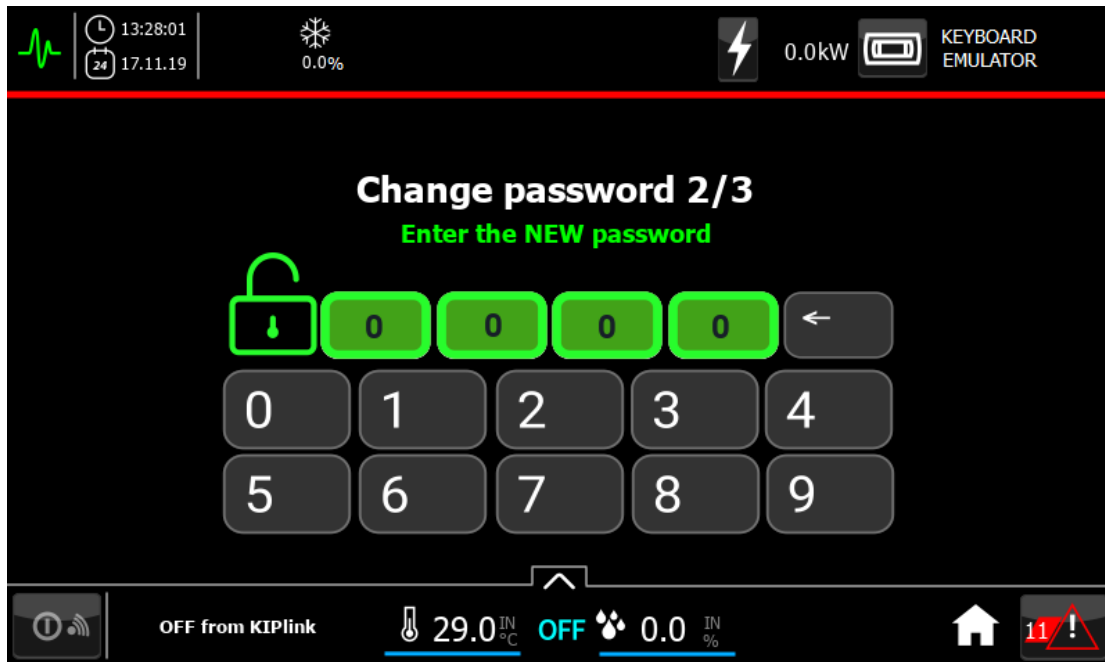 13:28:01
24 17.11.19
0.0%
0.0kW
KEYBOARD
EMULATOR
Change password 2/3
Enter the NEW password
0 0 0 0
0 1 2 3 4
5 6 7 8 9
OFF from KIPlink
29.0 IN °C OFF 0.0 IN %
11 !